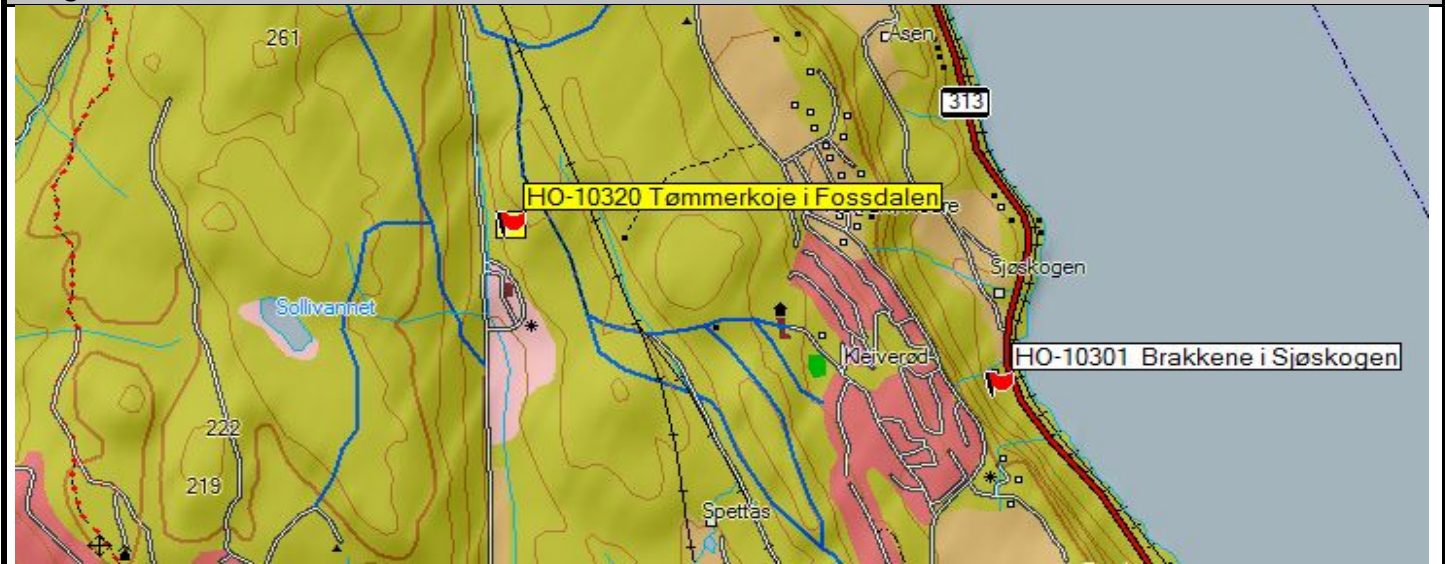 261
Åsen
313
HO-10320 Tømmerkoje i Fossdalen
Sjøskogen
Sollivannet
Kleiverød
HO-10301 Brakkene i Sjøskogen
222
219
Spettås